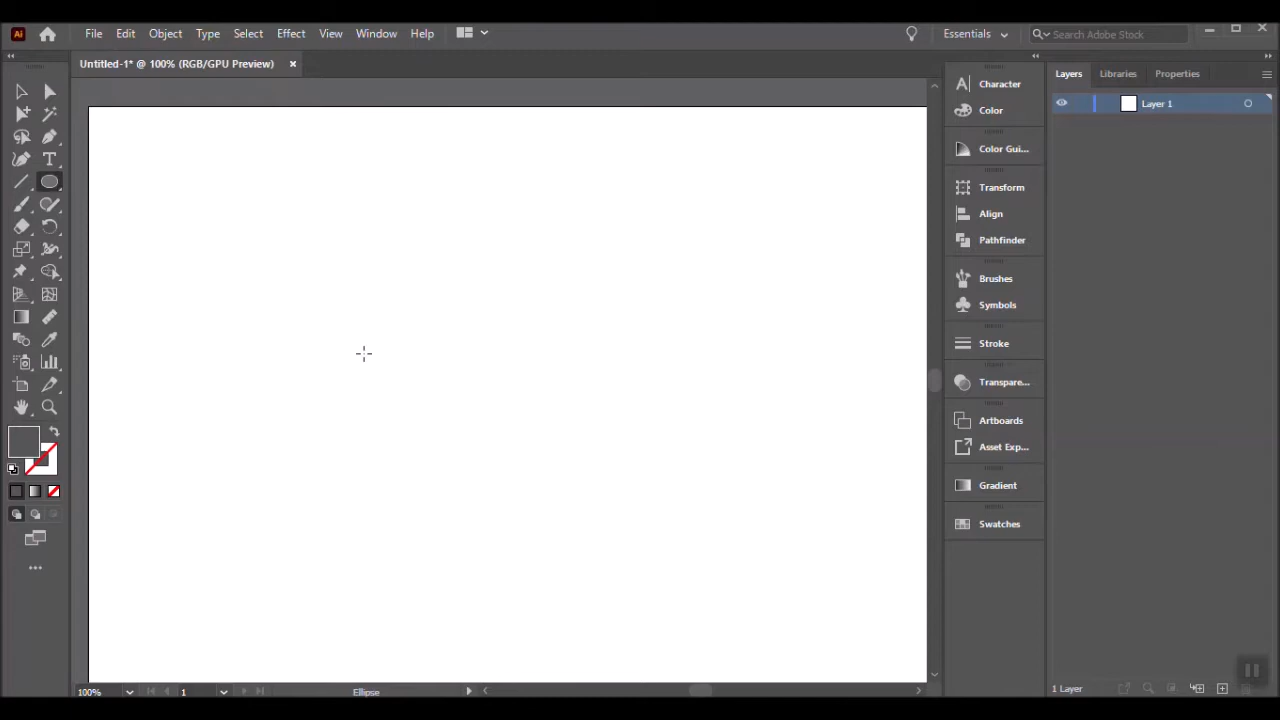 Ai File Edit Object Type Select Effect View Window Help Essentials Search Adobe Stock
Untitled-1* @ 100% (RGB/GPU Preview) ×
Character
Color
Color Gui...
Transform
Align
Pathfinder
Brushes
Symbols
Stroke
Transpare...
Artboards
Asset Exp...
Gradient
Swatches
Layers Libraries Properties
Layer 1
100% 1 Ellipse
1 Layer